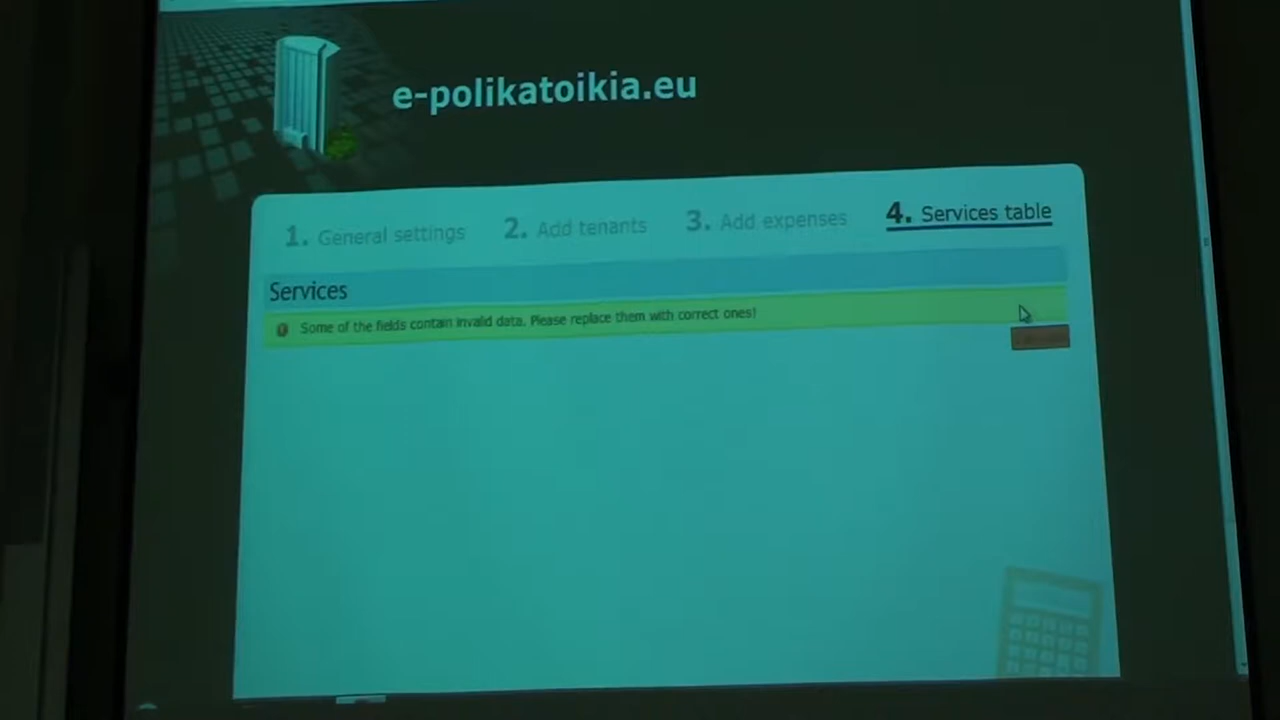 e-polikatoikia.eu
1. General settings
2. Add tenants
3. Add expenses
4. Services table
Services
Some of the fields contain invalid data. Please replace them with correct ones!